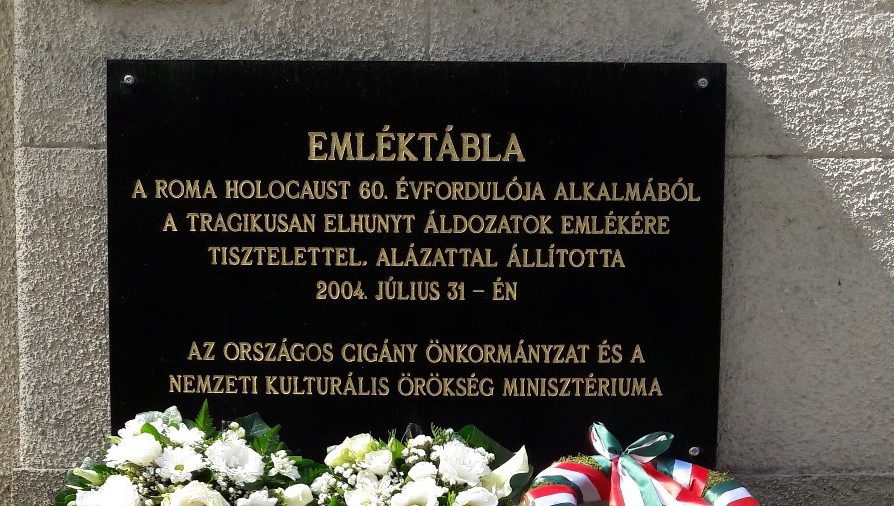 EMLÉKTÁBLA
A ROMA HOLOCAUST 60. ÉVFORDULÓJA ALKALMÁBÓL
A TRAGIKUSAN ELHUNYT ÁLDOZATOK EMLÉKÉRE
TISZTELETTEL, ALÁZATTAL ÁLLÍTOTTA
2004. JÚLIUS 31 – ÉN
AZ ORSZÁGOS CIGÁNY ÖNKORMÁNYZAT ÉS A
NEMZETI KULTURÁLIS ÖRÖKSÉG MINISZTÉRIUMA